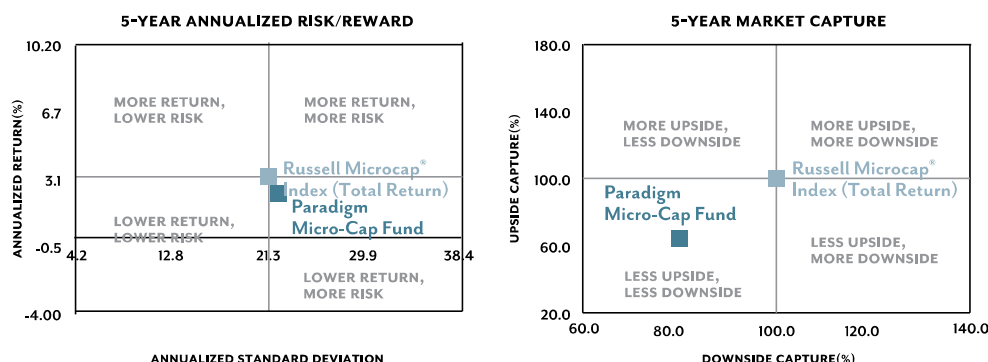 5-YEAR ANNUALIZED RISK/REWARD
10.20
6.7
3.1
-0.5
-4.00
ANNUALIZED RETURN(%)
MORE RETURN,
LOWER RISK
MORE RETURN,
MORE RISK
Russell Microcap®
Index (Total Return)
Paradigm
Micro-Cap Fund
LOWER RETURN,
LOWER RISK
LOWER RETURN,
MORE RISK
4.2 12.8 21.3 29.9 38.4
ANNUALIZED STANDARD DEVIATION
5-YEAR MARKET CAPTURE
180.0
140.0
100.0
60.0
20.0
UPSIDE CAPTURE(%)
MORE UPSIDE,
LESS DOWNSIDE
MORE UPSIDE,
MORE DOWNSIDE
Russell Microcap®
Index (Total Return)
Paradigm
Micro-Cap Fund
LESS UPSIDE,
MORE DOWNSIDE
LESS UPSIDE,
LESS DOWNSIDE
60.0 80.0 100.0 120.0 140.0
DOWNSIDE CAPTURE(%)